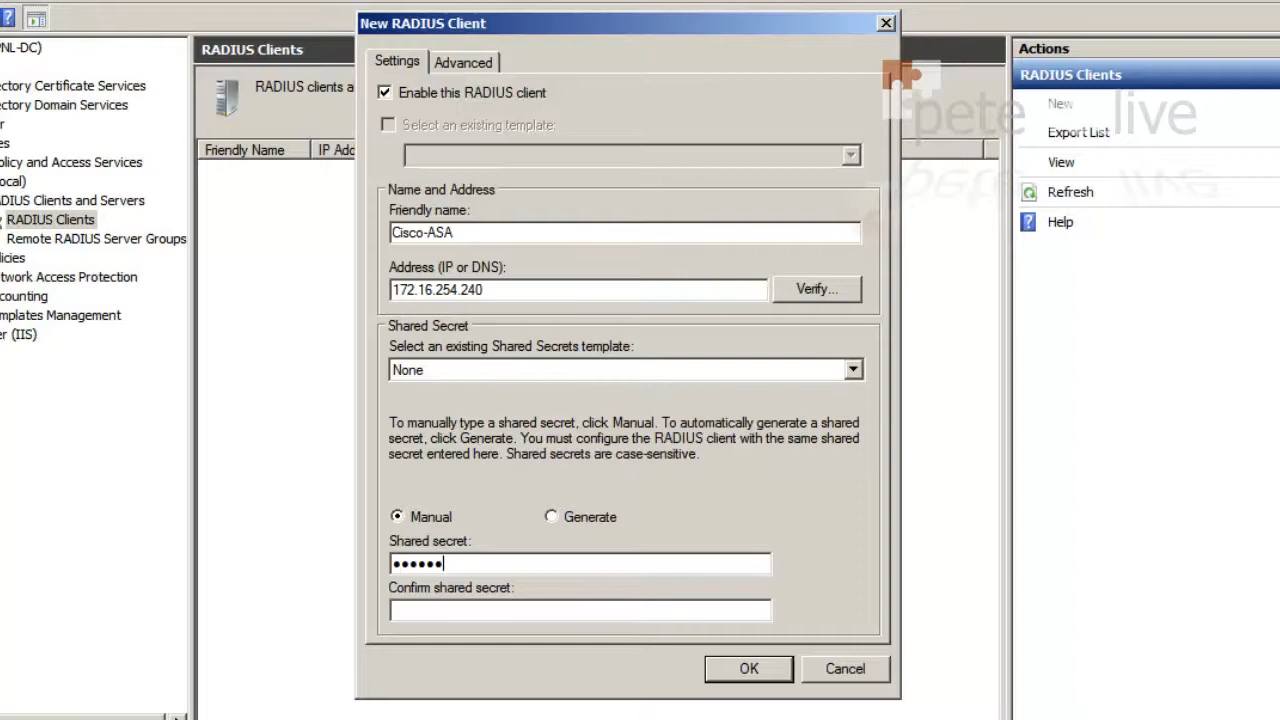 New RADIUS Client
Settings
Advanced
Enable this RADIUS client
Select an existing template:
Name and Address
Friendly name:
Cisco-ASA
Address (IP or DNS):
172.16.254.240
Verify...
Shared Secret
Select an existing Shared Secrets template:
None
To manually type a shared secret, click Manual. To automatically generate a shared
secret, click Generate. You must configure the RADIUS client with the same shared
secret entered here. Shared secrets are case-sensitive.
Manual
Generate
Shared secret:
••••••
Confirm shared secret:
OK
Cancel
NL-DC)
ectory Certificate Services
ectory Domain Services
r
es
olicy and Access Services
ocal)
DIUS Clients and Servers
RADIUS Clients
Remote RADIUS Server Groups
licies
twork Access Protection
counting
mplates Management
er (IIS)
RADIUS Clients
RADIUS clients a
Friendly Name
IP Add
Actions
RADIUS Clients
New
Export List
View
Refresh
Help
pete live